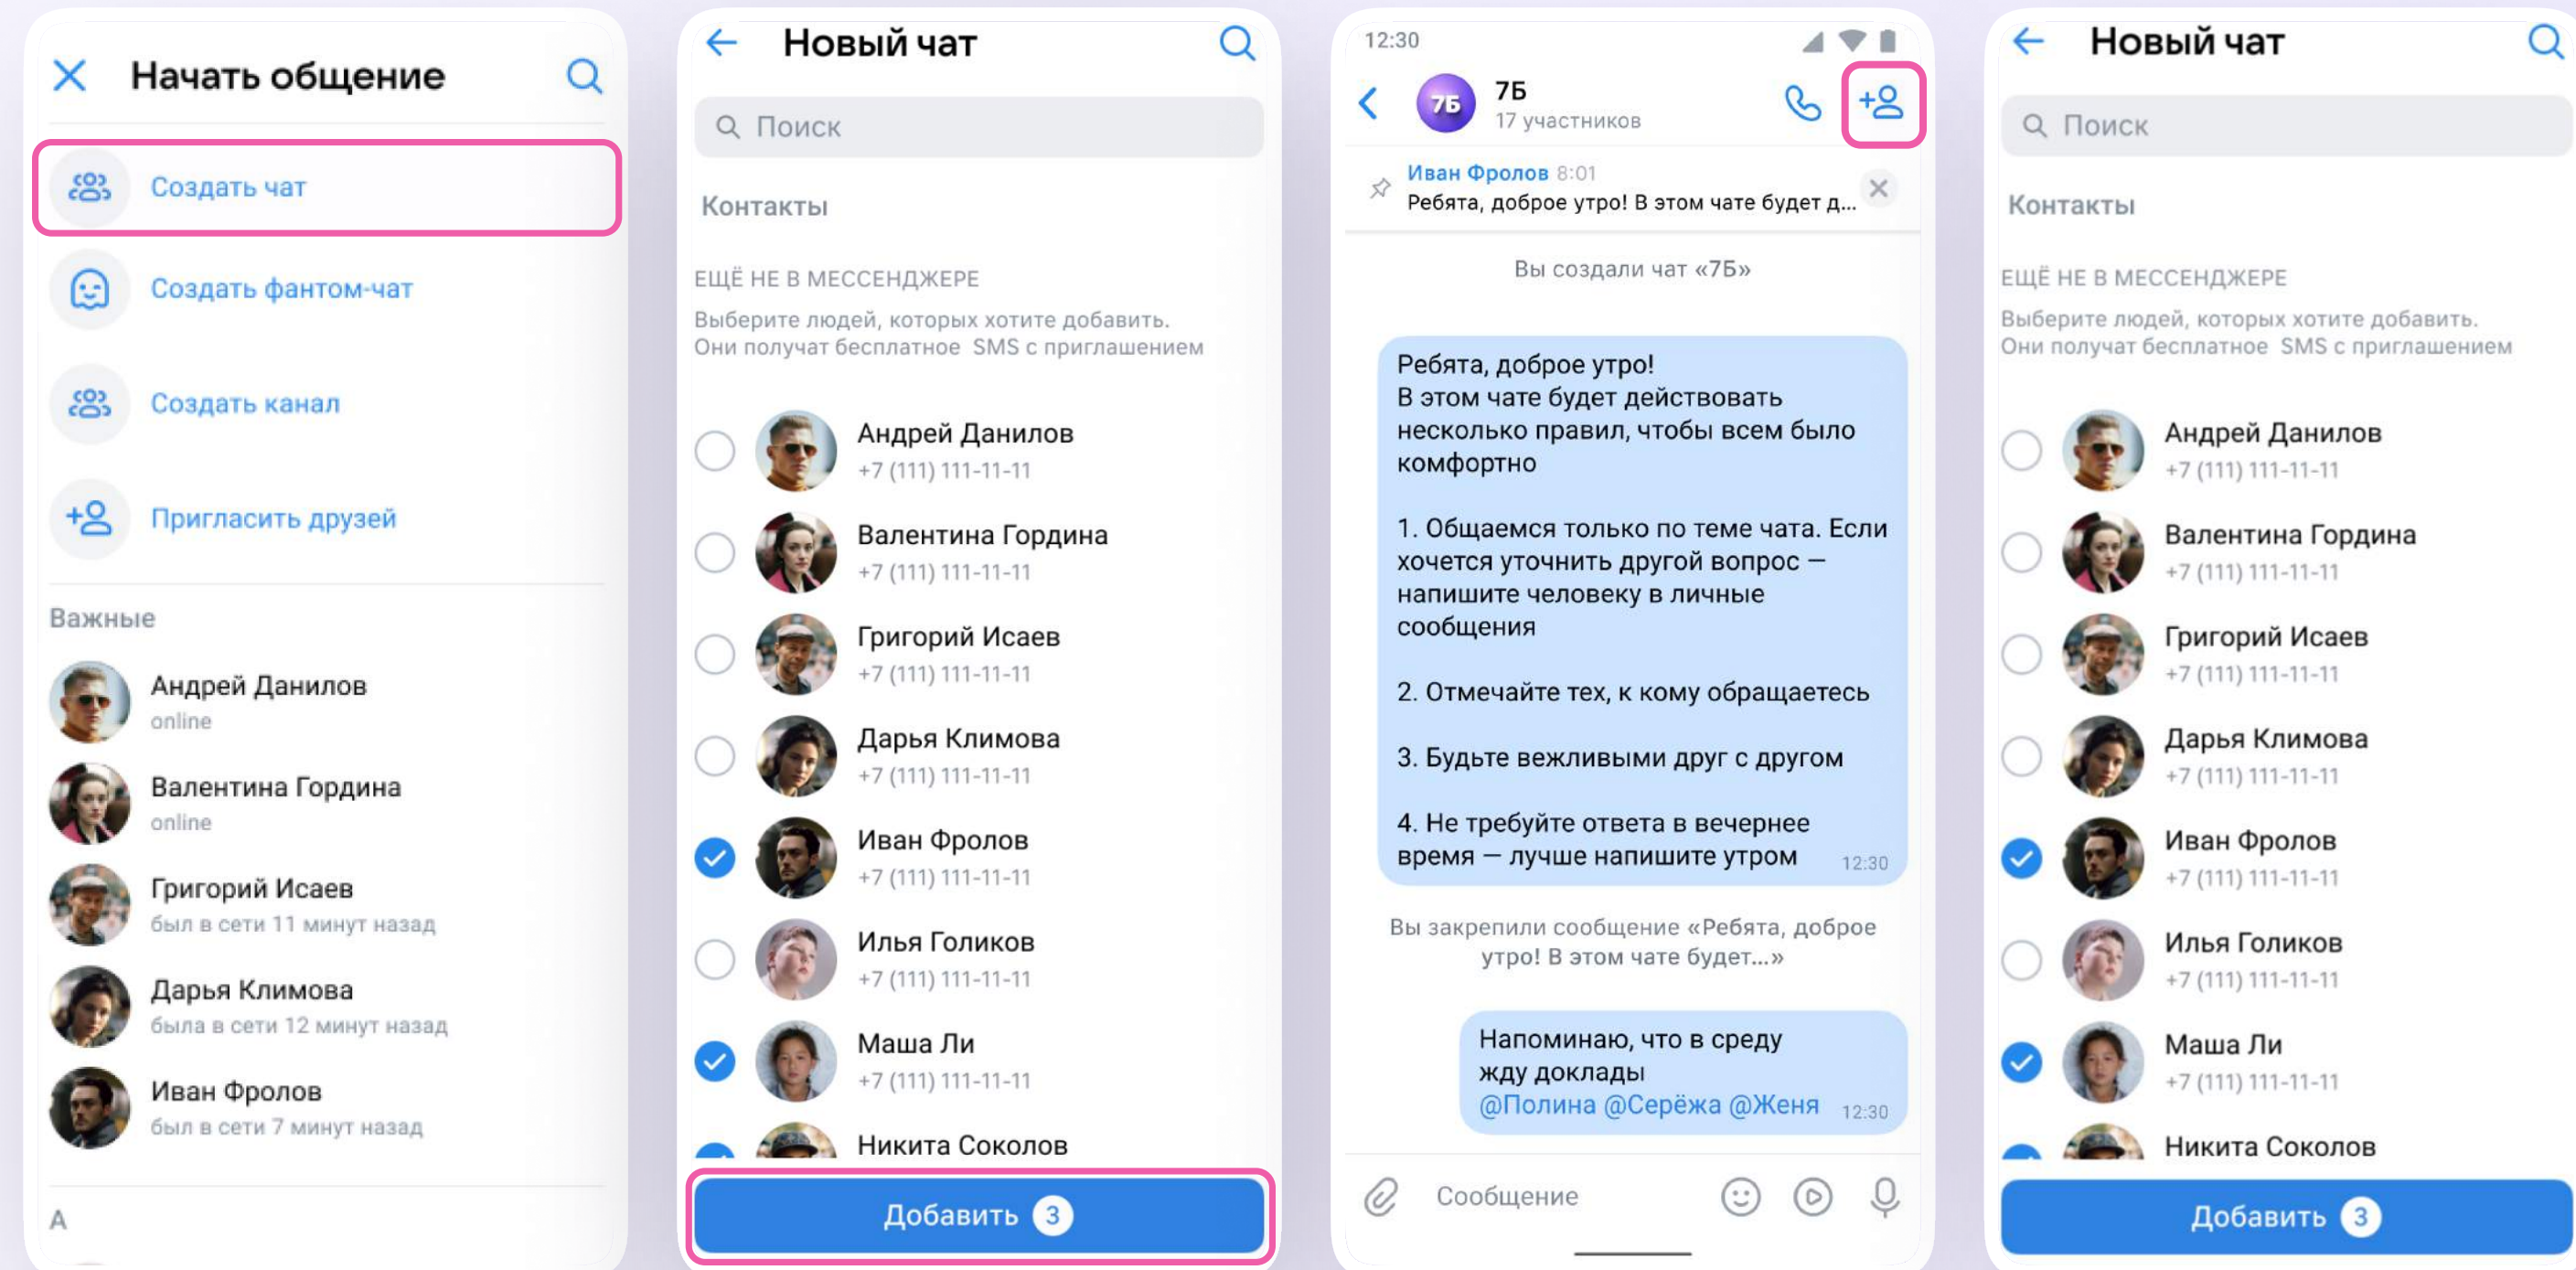 Начать общение
Создать чат
Создать фантом-чат
Создать канал
Пригласить друзей
Важные
Андрей Данилов
online
Валентина Гордина
online
Григорий Исаев
был в сети 11 минут назад
Дарья Климова
была в сети 12 минут назад
Иван Фролов
был в сети 7 минут назад
А
Новый чат
Поиск
Контакты
ЕЩЁ НЕ В МЕССЕНДЖЕРЕ
Выберите людей, которых хотите добавить.
Они получат бесплатное SMS с приглашением
Андрей Данилов
+7 (111) 111-11-11
Валентина Гордина
+7 (111) 111-11-11
Григорий Исаев
+7 (111) 111-11-11
Дарья Климова
+7 (111) 111-11-11
Иван Фролов
+7 (111) 111-11-11
Илья Голиков
+7 (111) 111-11-11
Маша Ли
+7 (111) 111-11-11
Никита Соколов
Добавить 3
12:30
7Б
7Б
17 участников
Иван Фролов 8:01
Ребята, доброе утро! В этом чате будет д...
Вы создали чат «7Б»
Ребята, доброе утро!
В этом чате будет действовать
несколько правил, чтобы всем было
комфортно
1. Общаемся только по теме чата. Если
хочется уточнить другой вопрос —
напишите человеку в личные
сообщения
2. Отмечайте тех, к кому обращаетесь
3. Будьте вежливыми друг с другом
4. Не требуйте ответа в вечернее
время — лучше напишите утром 12:30
Вы закрепили сообщение «Ребята, доброе
утро! В этом чате будет...»
Напоминаю, что в среду
жду доклады
@Полина @Серёжа @Женя 12:30
Сообщение
Новый чат
Поиск
Контакты
ЕЩЁ НЕ В МЕССЕНДЖЕРЕ
Выберите людей, которых хотите добавить.
Они получат бесплатное SMS с приглашением
Андрей Данилов
+7 (111) 111-11-11
Валентина Гордина
+7 (111) 111-11-11
Григорий Исаев
+7 (111) 111-11-11
Дарья Климова
+7 (111) 111-11-11
Иван Фролов
+7 (111) 111-11-11
Илья Голиков
+7 (111) 111-11-11
Маша Ли
+7 (111) 111-11-11
Никита Соколов
Добавить 3